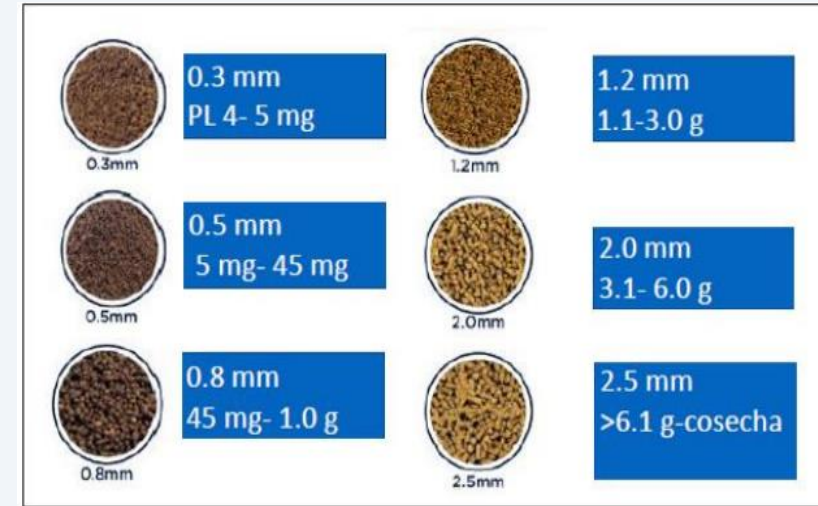 0.3 mm
PL 4- 5 mg
0.3mm
1.2 mm
1.1-3.0 g
1.2mm
0.5 mm
5 mg- 45 mg
0.5mm
2.0 mm
3.1- 6.0 g
2.0mm
0.8 mm
45 mg- 1.0 g
0.8mm
2.5 mm
>6.1 g-cosecha
2.5mm